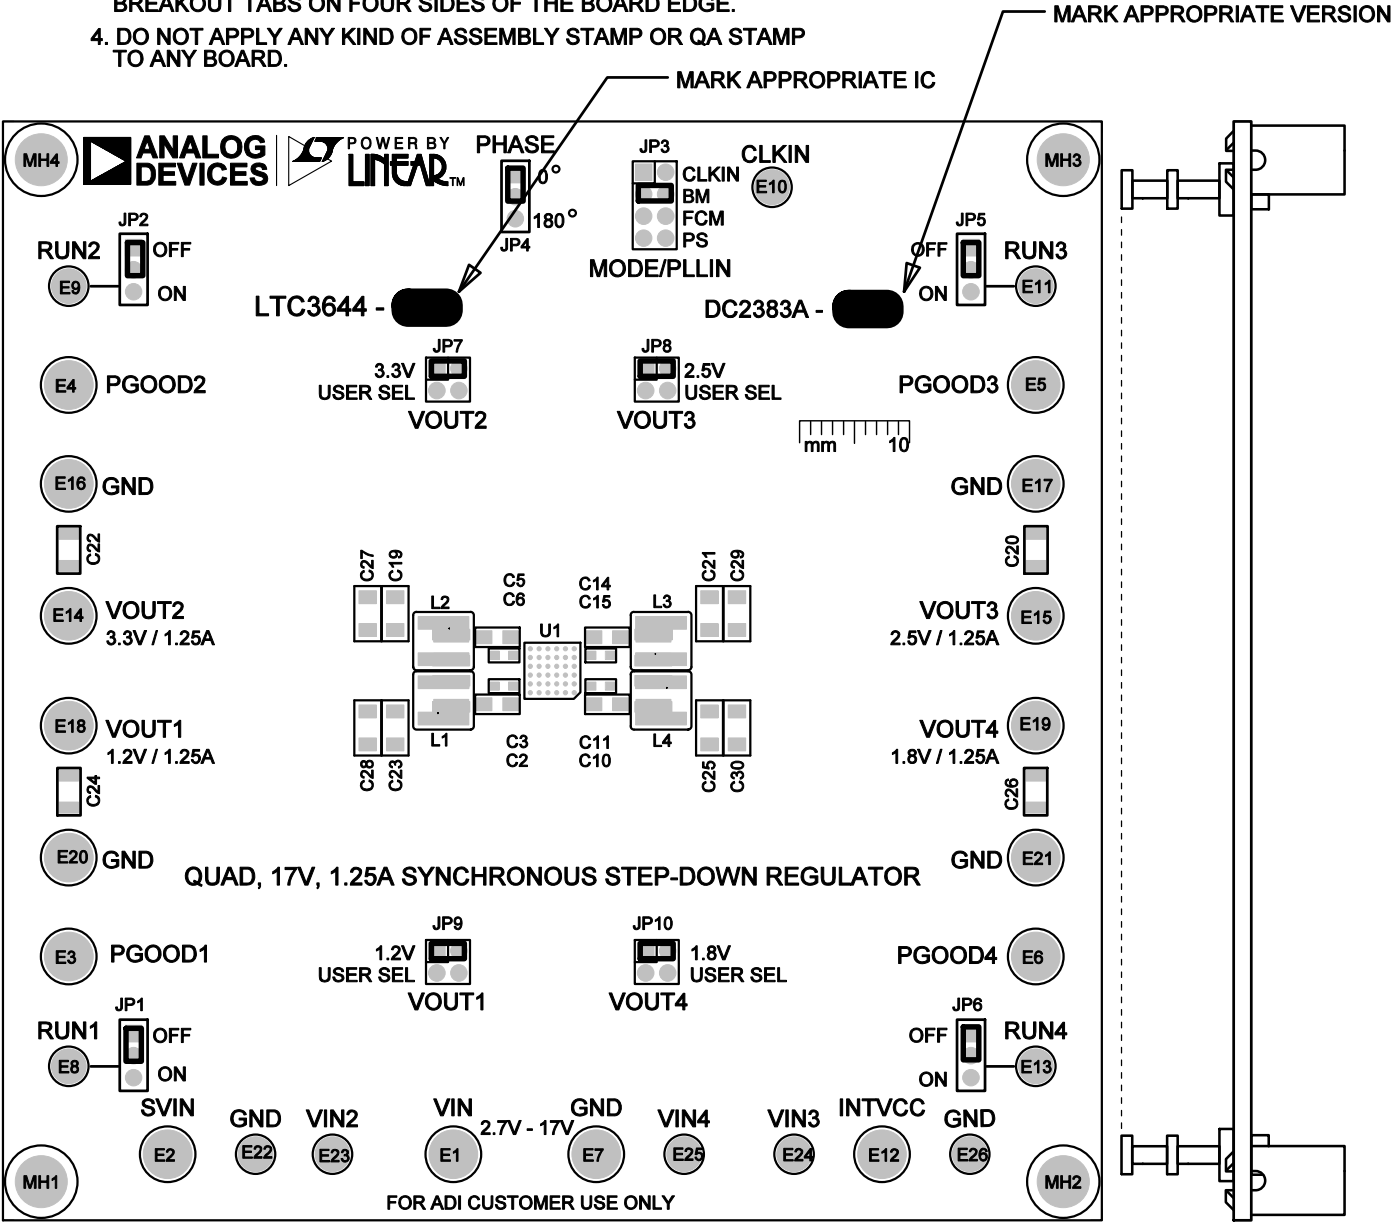 BREAKOUT TABS ON FOUR SIDES OF THE BOARD EDGE.
4. DO NOT APPLY ANY KIND OF ASSEMBLY STAMP OR QA STAMP
TO ANY BOARD.
MARK APPROPRIATE VERSION
MARK APPROPRIATE IC
MH4
ANALOG
DEVICES
POWER BY
LINEAR TM
PHASE
0°
180°
JP4
JP3
CLKIN
BM
FCM
PS
MODE/PLLIN
CLKIN
E10
MH3
JP2
RUN2
OFF
E9
ON
JP5
OFF
RUN3
ON
E11
LTC3644 -
DC2383A -
JP7
3.3V
USER SEL
VOUT2
JP8
2.5V
USER SEL
VOUT3
E4
PGOOD2
PGOOD3
E5
mm 10
E16
GND
GND
E17
C22
C20
E14
VOUT2
3.3V / 1.25A
VOUT3
2.5V / 1.25A
E15
C27
C19
C5
C6
C14
C15
C21
C29
L2
U1
L3
L1
C3
C2
C11
C10
L4
C28
C23
C25
C30
E18
VOUT1
1.2V / 1.25A
VOUT4
1.8V / 1.25A
E19
C24
C26
E20
GND
GND
E21
QUAD, 17V, 1.25A SYNCHRONOUS STEP-DOWN REGULATOR
JP9
1.2V
USER SEL
VOUT1
JP10
1.8V
USER SEL
VOUT4
E3
PGOOD1
PGOOD4
E6
JP1
RUN1
OFF
E8
ON
JP6
OFF
RUN4
ON
E13
SVIN
E2
GND
E22
VIN2
E23
VIN
E1
2.7V - 17V
GND
E7
VIN4
E25
VIN3
E24
INTVCC
E12
GND
E26
MH1
FOR ADI CUSTOMER USE ONLY
MH2